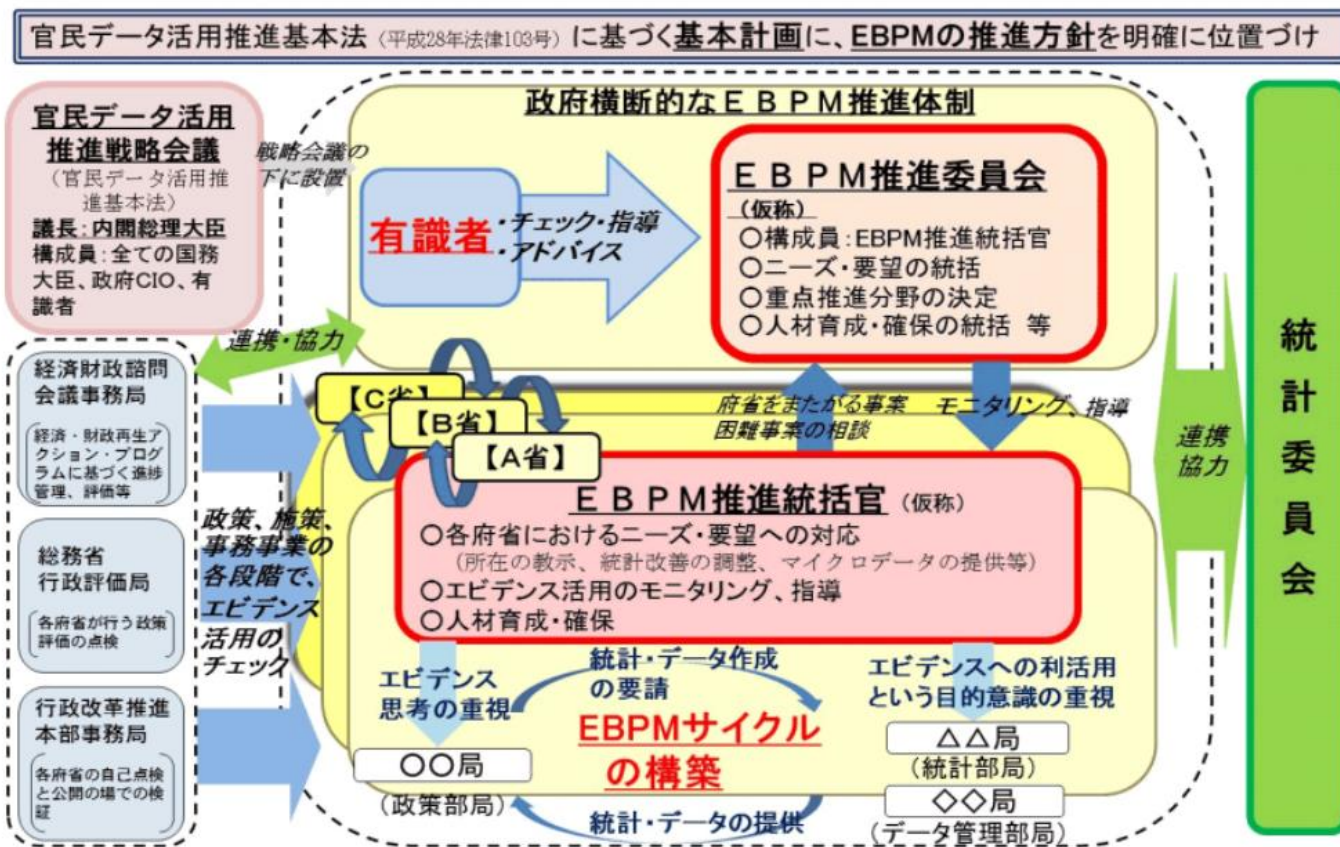 官民データ活用推進基本法（平成28年法律103号）に基づく基本計画に、EBPMの推進方針を明確に位置づけ
官民データ活用
推進戦略会議
（官民データ活用推
進基本法）
議長：内閣総理大臣
構成員：全ての国務
大臣、政府CIO、有
識者
戦略会議の
下に設置
政府横断的なＥＢＰＭ推進体制
有識者
・チェック・指導
・アドバイス
ＥＢＰＭ推進委員会
（仮称）
○構成員：EBPM推進統括官
○ニーズ・要望の統括
○重点推進分野の決定
○人材育成・確保の統括 等
連携・協力
経済財政諮問
会議事務局
経済・財政再生ア
クション・プログ
ラムに基づく進捗
管理、評価等
総務省
行政評価局
各府省が行う政策
評価の点検
行政改革推進
本部事務局
各府省の自己点検
と公開の場での検
証
政策、施策、
事務事業の
各段階で、
エビデンス
活用の
チェック
【C省】
【B省】
【A省】
府省をまたがる事案
困難事案の相談
モニタリング、指導
ＥＢＰＭ推進統括官（仮称）
○各府省におけるニーズ・要望への対応
（所在の教示、統計改善の調整、マイクロデータの提供等）
○エビデンス活用のモニタリング、指導
○人材育成・確保
エビデンス
思考の重視
統計・データ作成
の要請
エビデンスへの利活用
という目的意識の重視
EBPMサイクル
の構築
○○局
（政策部局）
統計・データの提供
△△局
（統計部局）
◇◇局
（データ管理部局）
連携
協力
統計委員会